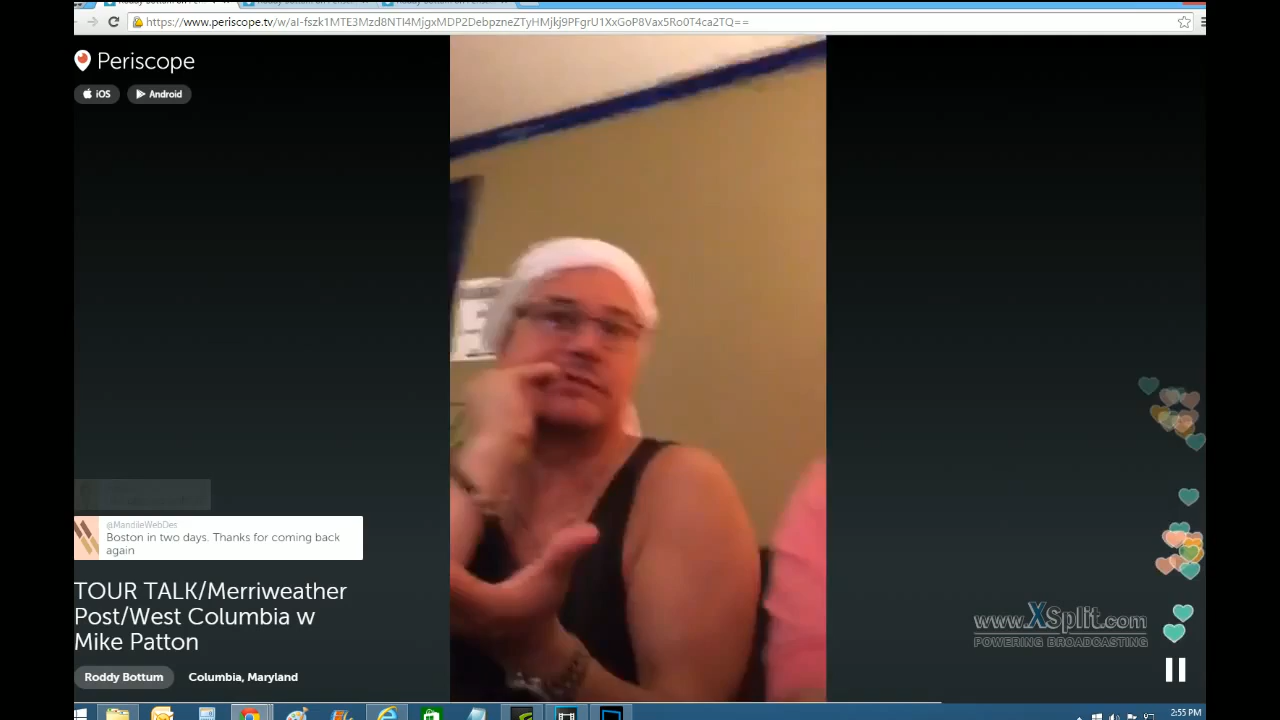 https://www.periscope.tv/w/aI-fszk1MTE3Mzd8NTI4MjgxMDP2DebpzneZTyHMjkj9PFgrU1XxGoP8Vax5Ro0T4ca2TQ==
Periscope
iOS
Android
@MandileWebDes
Boston in two days. Thanks for coming back
again
TOUR TALK/Merriweather
Post/West Columbia w
Mike Patton
Roddy Bottum
Columbia, Maryland
www.XSplit.com
POWERING BROADCASTING
2:55 PM